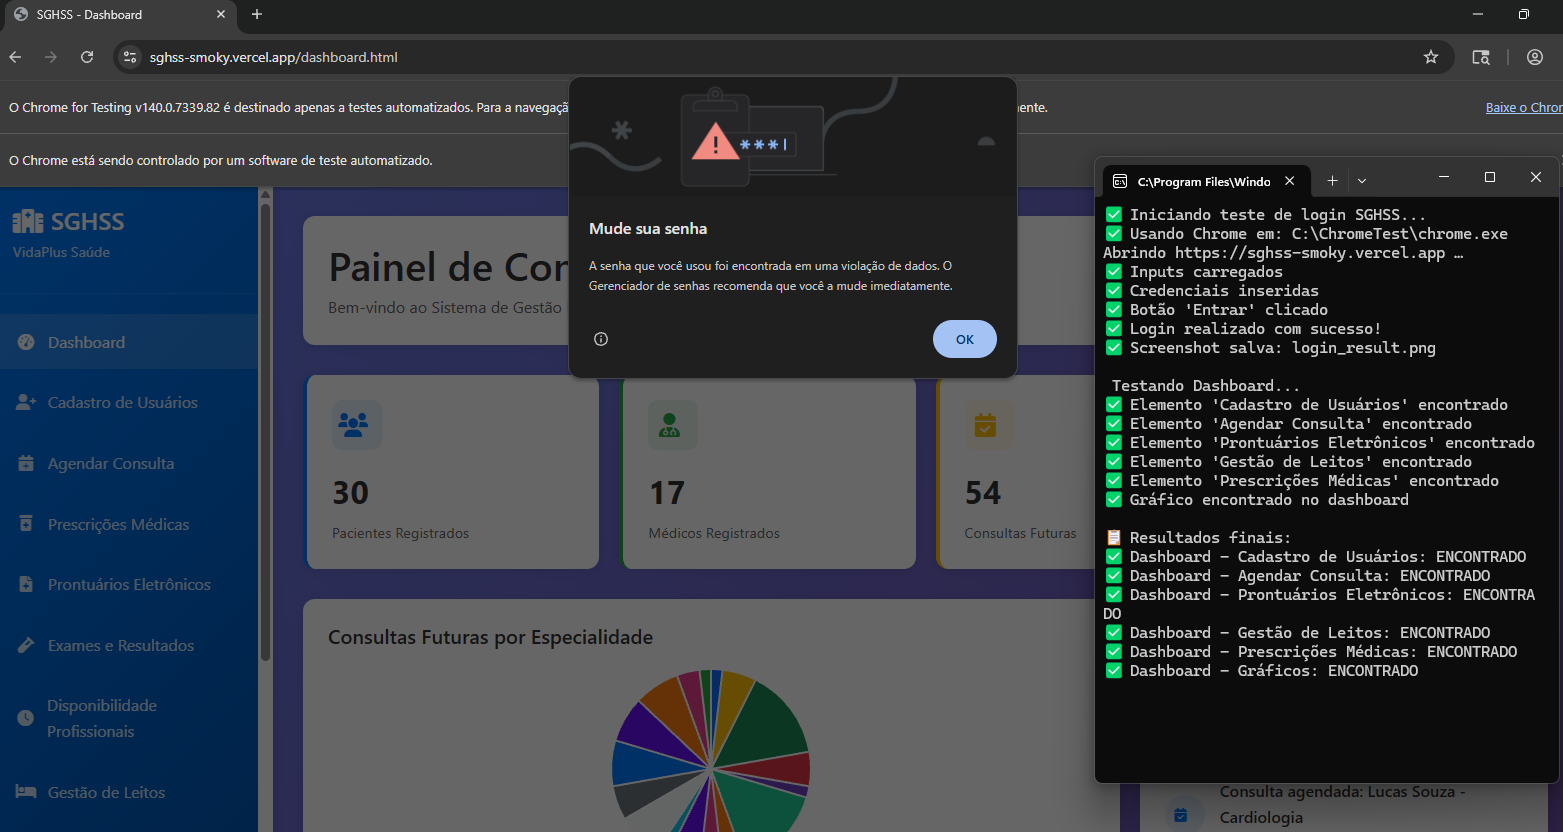 SGHSS - Dashboard
sghss-smoky.vercel.app/dashboard.html
O Chrome for Testing v140.0.7339.82 é destinado apenas a testes automatizados. Para a navegaçã
ente.
Baixe o Chror
O Chrome está sendo controlado por um software de teste automatizado.
SGHSS
VidaPlus Saúde
Dashboard
Cadastro de Usuários
Agendar Consulta
Prescrições Médicas
Prontuários Eletrônicos
Exames e Resultados
Disponibilidade
Profissionais
Gestão de Leitos
Painel de Con
Bem-vindo ao Sistema de Gestão
30
Pacientes Registrados
17
Médicos Registrados
54
Consultas Futuras
Consultas Futuras por Especialidade
***
Mude sua senha
A senha que você usou foi encontrada em uma violação de dados. O
Gerenciador de senhas recomenda que você a mude imediatamente.
OK
C:\Program Files\Windo
✅ Iniciando teste de login SGHSS...
✅ Usando Chrome em: C:\ChromeTest\chrome.exe
Abrindo https://sghss-smoky.vercel.app …
✅ Inputs carregados
✅ Credenciais inseridas
✅ Botão 'Entrar' clicado
✅ Login realizado com sucesso!
✅ Screenshot salva: login_result.png
Testando Dashboard...
✅ Elemento 'Cadastro de Usuários' encontrado
✅ Elemento 'Agendar Consulta' encontrado
✅ Elemento 'Prontuários Eletrônicos' encontrado
✅ Elemento 'Gestão de Leitos' encontrado
✅ Elemento 'Prescrições Médicas' encontrado
✅ Gráfico encontrado no dashboard
📋 Resultados finais:
✅ Dashboard - Cadastro de Usuários: ENCONTRADO
✅ Dashboard - Agendar Consulta: ENCONTRADO
✅ Dashboard - Prontuários Eletrônicos: ENCONTRA
DO
✅ Dashboard - Gestão de Leitos: ENCONTRADO
✅ Dashboard - Prescrições Médicas: ENCONTRADO
✅ Dashboard - Gráficos: ENCONTRADO
Consulta agendada: Lucas Souza -
Cardiologia